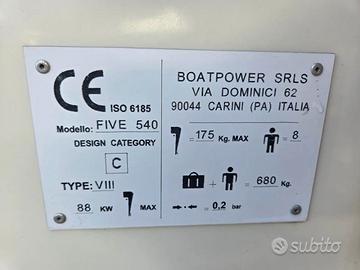 CE ISO 6185
Modello: FIVE 540
DESIGN CATEGORY
C
TYPE: VIII
88 KW MAX
BOATPOWER SRLS
VIA DOMINICI 62
90044 CARINI (PA) ITALIA
=175 Kg. MAX =8
+ =680 Kg.
=0,2 bar
subito